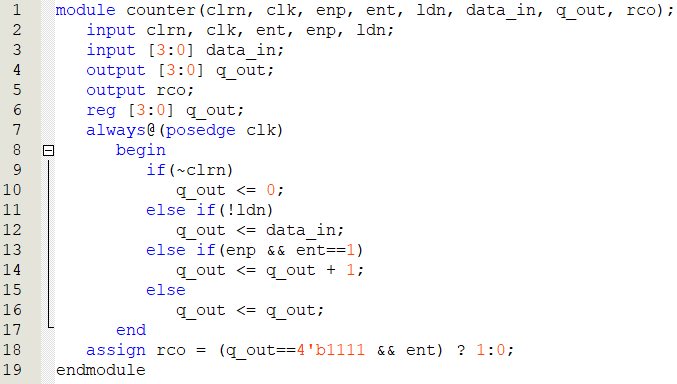 1 module counter(clrn, clk, enp, ent, ldn, data_in, q_out, rco);
2 input clrn, clk, ent, enp, ldn;
3 input [3:0] data_in;
4 output [3:0] q_out;
5 output rco;
6 reg [3:0] q_out;
7 always@(posedge clk)
8 begin
9 if(~clrn)
10 q_out <= 0;
11 else if(!ldn)
12 q_out <= data_in;
13 else if(enp && ent==1)
14 q_out <= q_out + 1;
15 else
16 q_out <= q_out;
17 end
18 assign rco = (q_out==4'b1111 && ent) ? 1:0;
19 endmodule